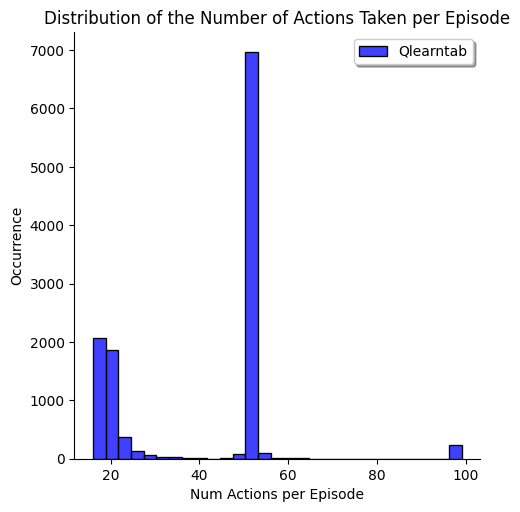 Distribution of the Number of Actions Taken per Episode
Qlearntab
7000
6000
5000
4000
3000
2000
1000
0
Occurrence
20 40 60 80 100
Num Actions per Episode